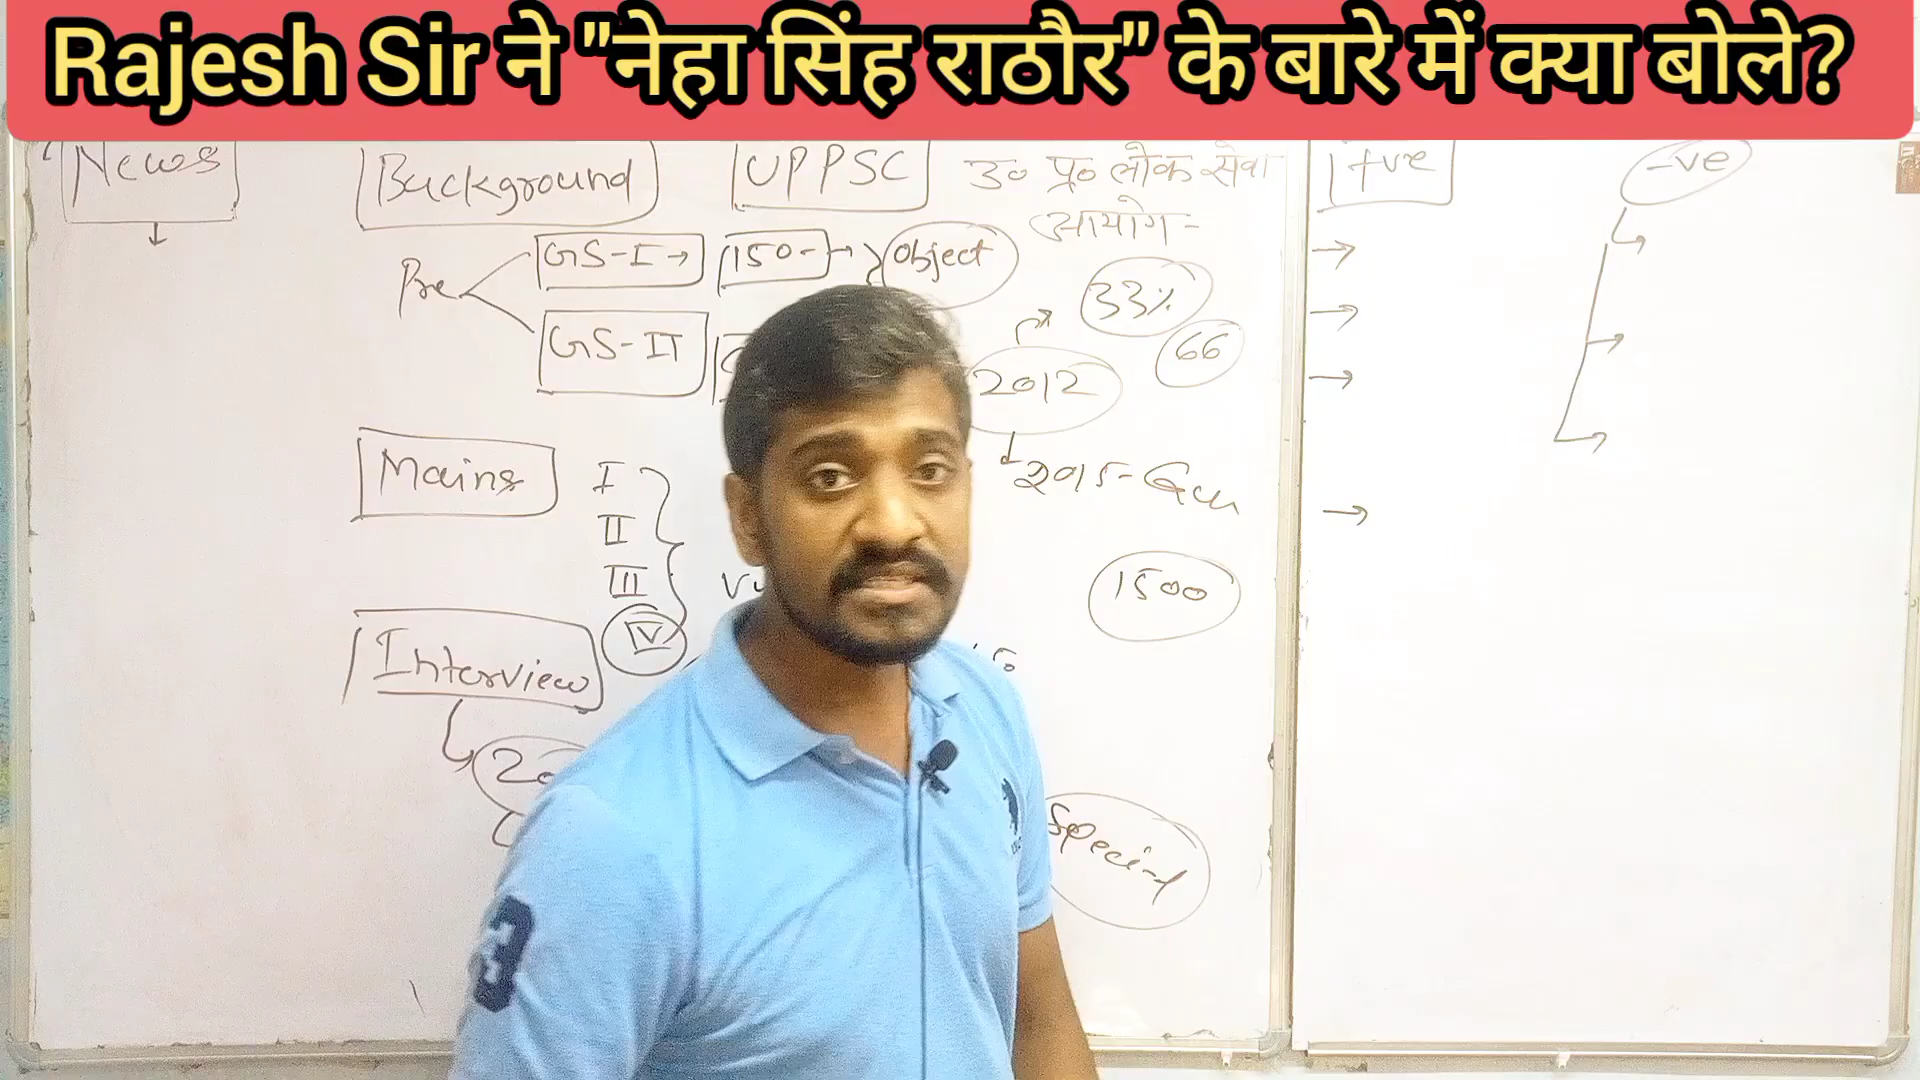 Rajesh Sir ने "नेहा सिंह राठौर" के बारे में क्या बोले?
News
Background
UPPSC
उ० प्र० लोक सेवा
आयोग-
+ve
-ve
Pre
GS-I →
150-
Object
GS-II
33%
66
2012
2015-
Mains
I
II
III
IV
1500
Interview
Special
3